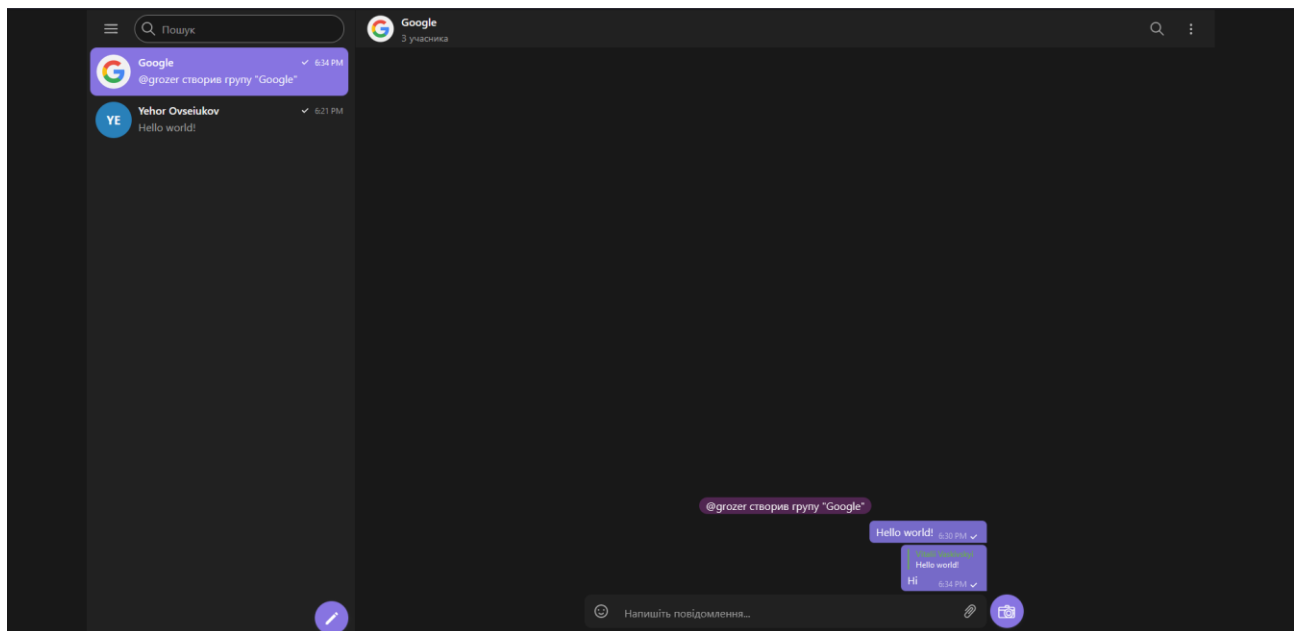 Пошук
Google 6:34 PM
@grozer створив групу "Google"
YE
Yehor Ovseiukov 6:21 PM
Hello world!
Google
3 учасника
@grozer створив групу "Google"
Hello world! 6:30 PM
Hello world!
Hi 6:34 PM
Напишіть повідомлення...